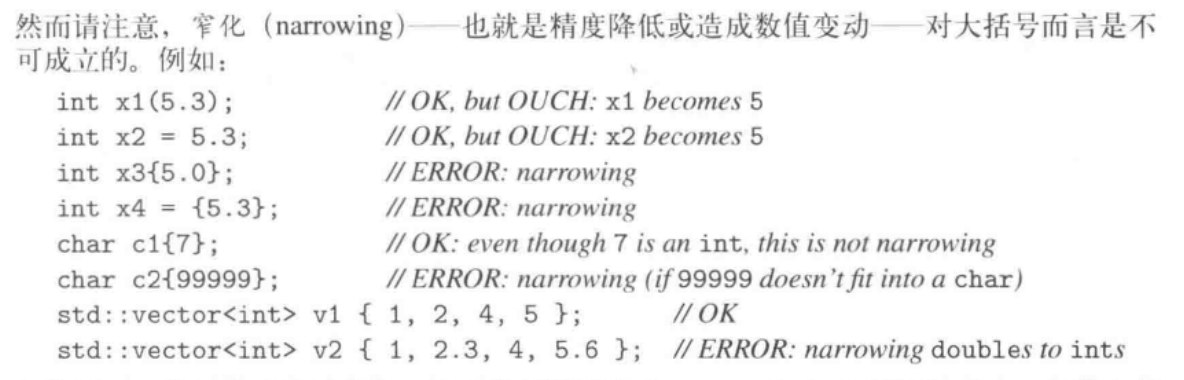 然而请注意，窄化（narrowing）——也就是精度降低或造成数值变动——对大括号而言是不
可成立的。例如：
int x1(5.3); // OK, but OUCH: x1 becomes 5
int x2 = 5.3; // OK, but OUCH: x2 becomes 5
int x3{5.0}; // ERROR: narrowing
int x4 = {5.3}; // ERROR: narrowing
char c1{7}; // OK: even though 7 is an int, this is not narrowing
char c2{99999}; // ERROR: narrowing (if 99999 doesn't fit into a char)
std::vector<int> v1 { 1, 2, 4, 5 }; // OK
std::vector<int> v2 { 1, 2.3, 4, 5.6 }; // ERROR: narrowing doubles to ints